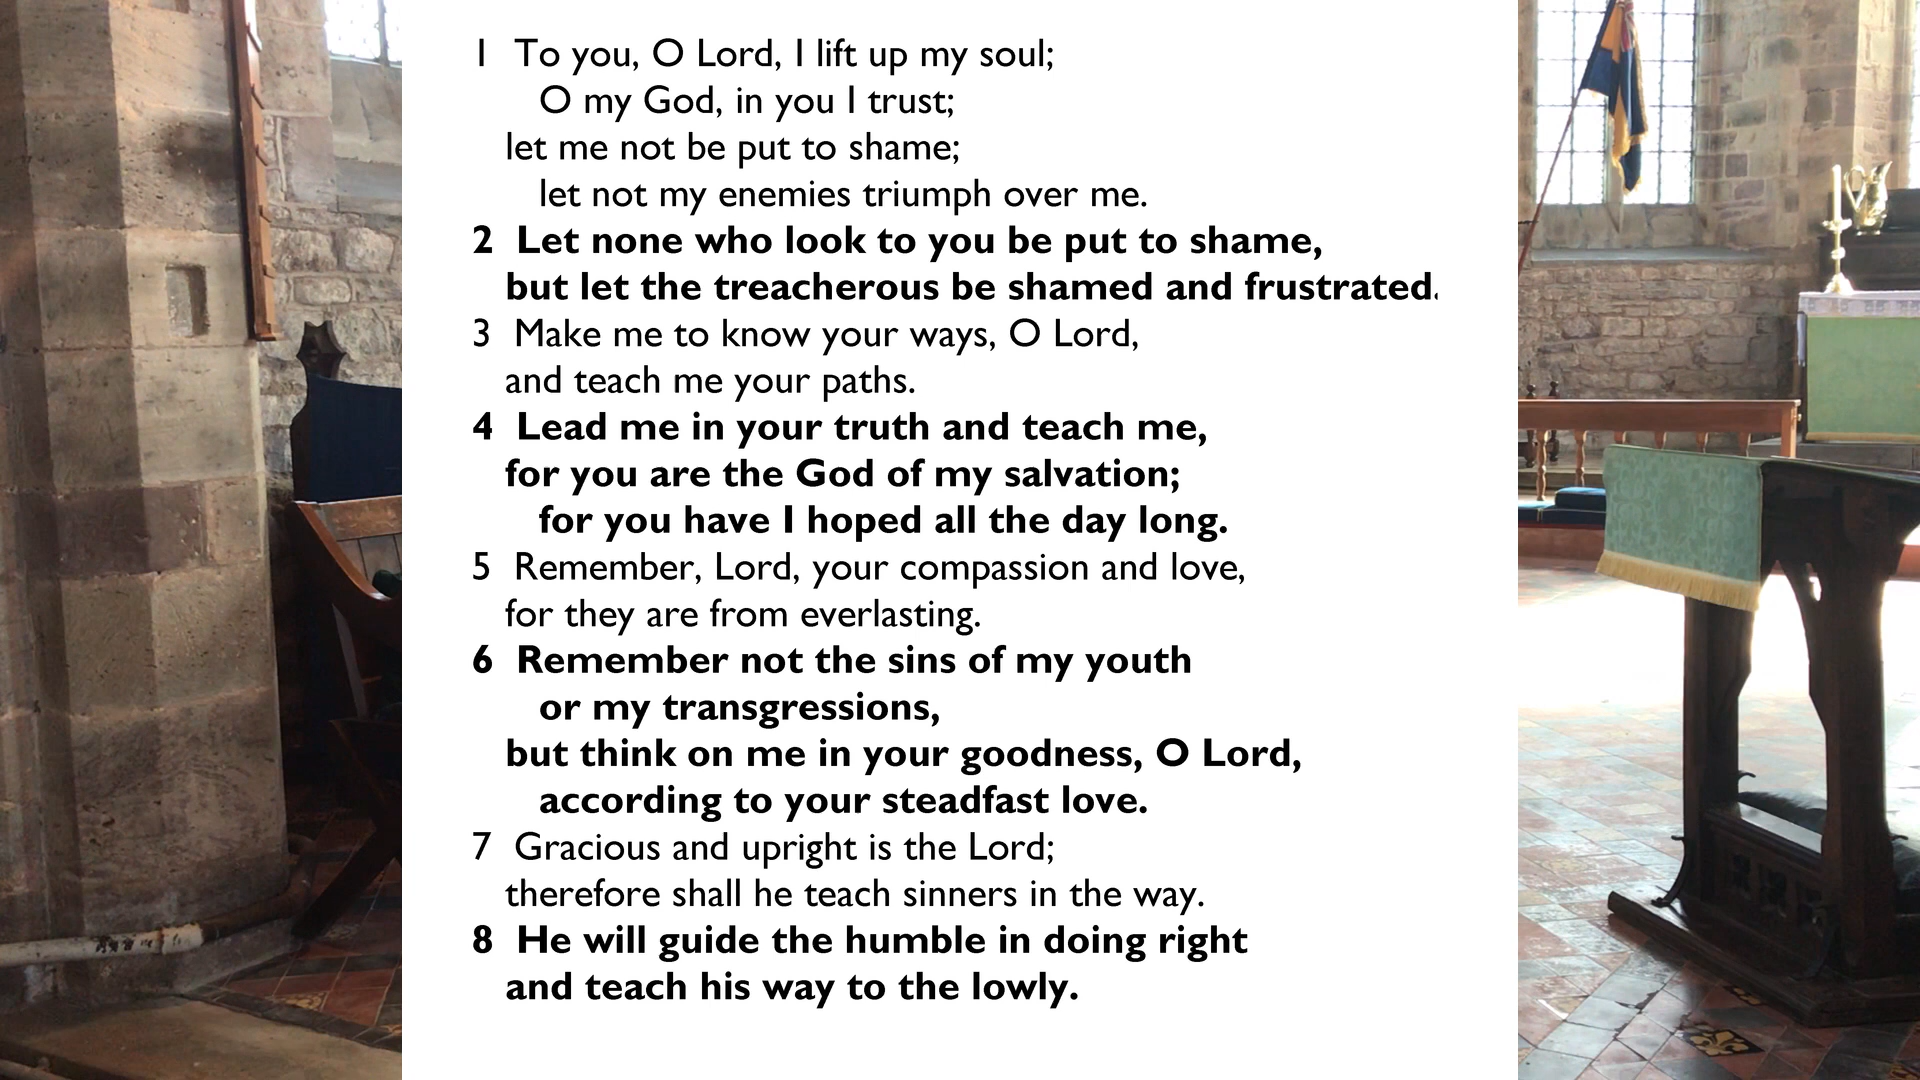 1 To you, O Lord, I lift up my soul;
O my God, in you I trust;
let me not be put to shame;
let not my enemies triumph over me.
2 Let none who look to you be put to shame,
but let the treacherous be shamed and frustrated.
3 Make me to know your ways, O Lord,
and teach me your paths.
4 Lead me in your truth and teach me,
for you are the God of my salvation;
for you have I hoped all the day long.
5 Remember, Lord, your compassion and love,
for they are from everlasting.
6 Remember not the sins of my youth
or my transgressions,
but think on me in your goodness, O Lord,
according to your steadfast love.
7 Gracious and upright is the Lord;
therefore shall he teach sinners in the way.
8 He will guide the humble in doing right
and teach his way to the lowly.